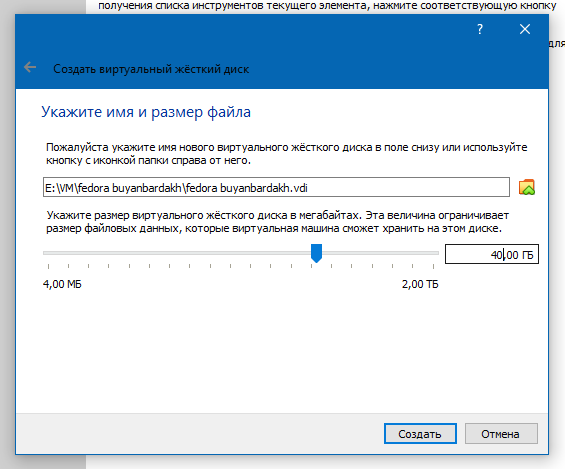 получения списка инструментов текущего элемента, нажмите соответствующую кнопку
?
для
Создать виртуальный жёсткий диск
Укажите имя и размер файла
Пожалуйста укажите имя нового виртуального жёсткого диска в поле снизу или используйте
кнопку с иконкой папки справа от него.
E:\VM\fedora buyanbardakh\fedora buyanbardakh.vdi
Укажите размер виртуального жёсткого диска в мегабайтах. Эта величина ограничивает
размер файловых данных, которые виртуальная машина сможет хранить на этом диске.
40,00 ГБ
4,00 МБ
2,00 ТБ
Создать
Отмена